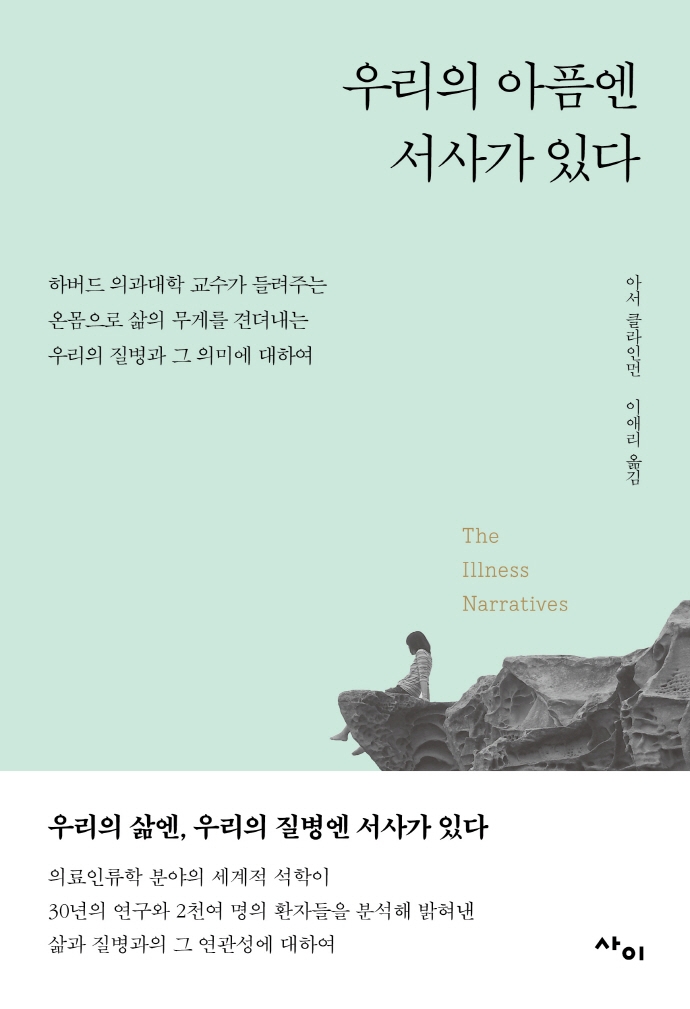 우리의 아픔엔
서사가 있다
하버드 의과대학 교수가 들려주는
온몸으로 삶의 무게를 견뎌내는
우리의 질병과 그 의미에 대하여
아서 클라인먼 이애리 옮김
The
Illness
Narratives
우리의 삶엔, 우리의 질병엔 서사가 있다
의료인류학 분야의 세계적 석학이
30년의 연구와 2천여 명의 환자들을 분석해 밝혀낸
삶과 질병과의 그 연관성에 대하여
사이